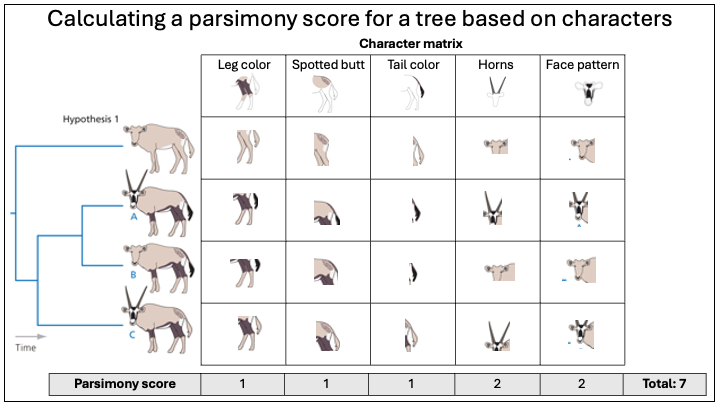 Calculating a parsimony score for a tree based on characters
Character matrix
Leg color Spotted butt Tail color Horns Face pattern
Hypothesis 1
A
B
C
Time
Parsimony score 1 1 1 2 2 Total: 7